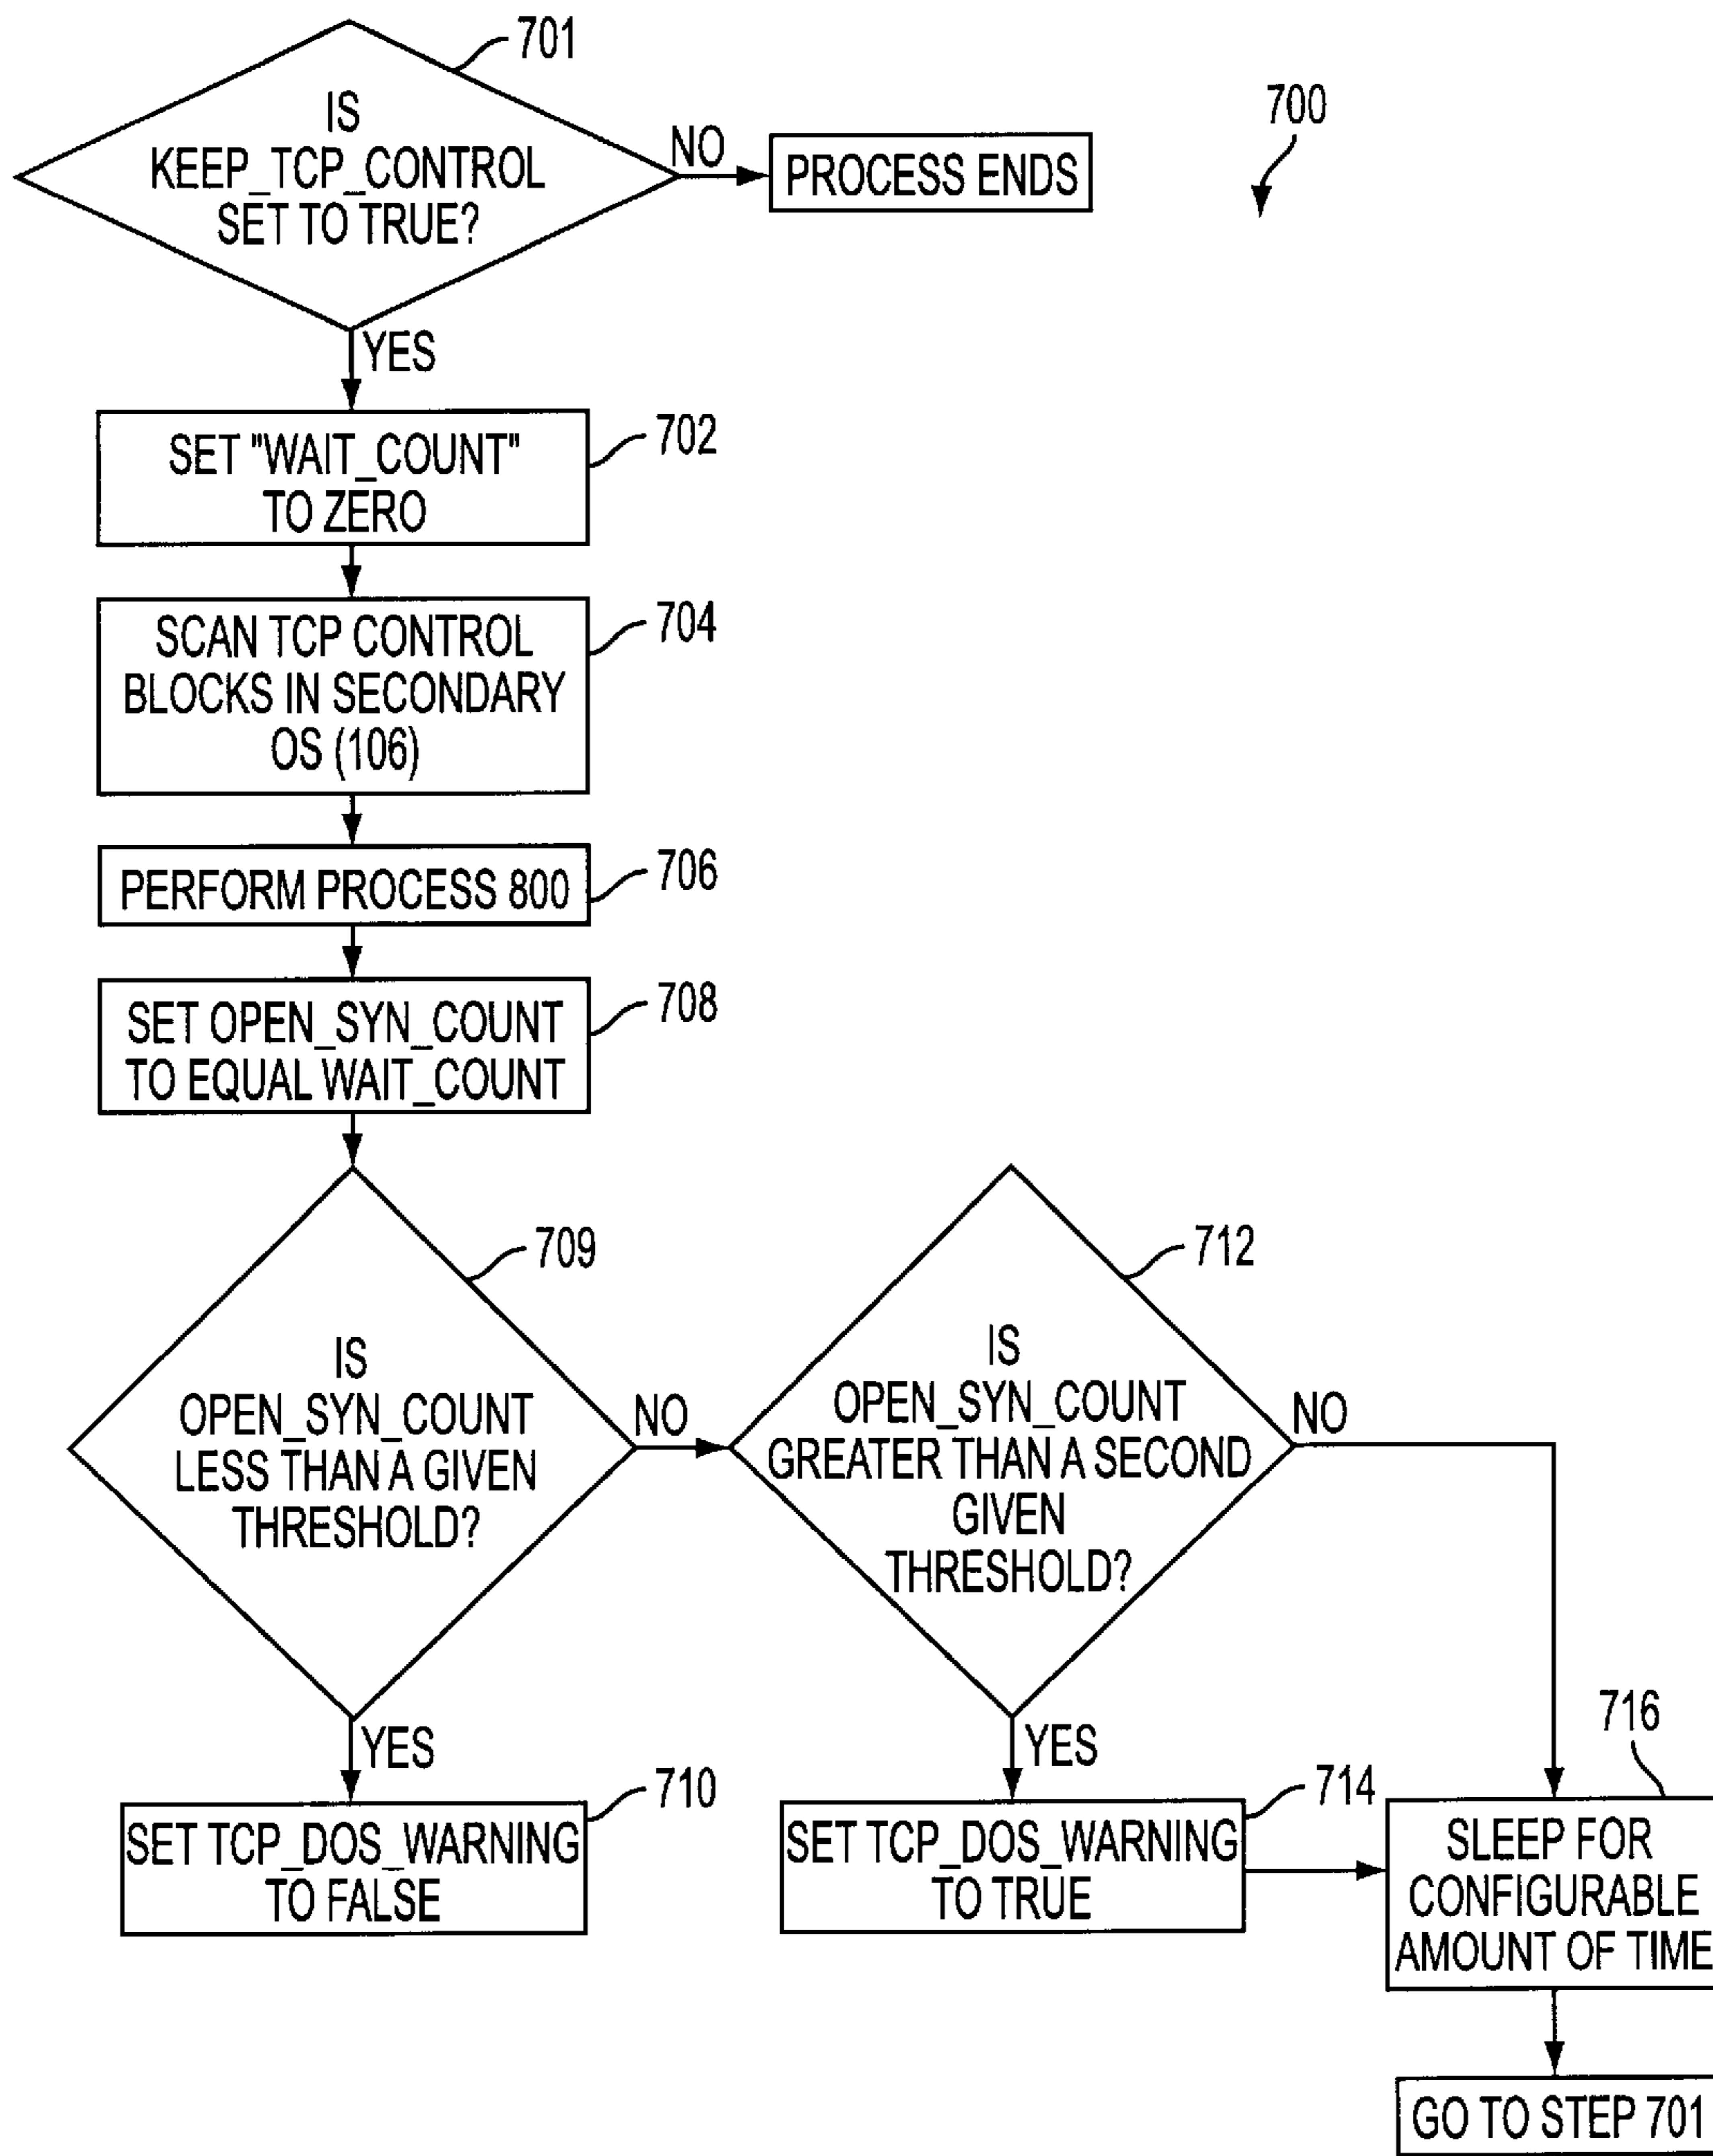 701
IS
KEEP_TCP_CONTROL
SET TO TRUE?
NO
PROCESS ENDS
700
YES
SET "WAIT_COUNT"
TO ZERO
702
SCAN TCP CONTROL
BLOCKS IN SECONDARY
OS (106)
704
PERFORM PROCESS 800
706
SET OPEN_SYN_COUNT
TO EQUAL WAIT_COUNT
708
709
IS
OPEN_SYN_COUNT
LESS THAN A GIVEN
THRESHOLD?
NO
712
IS
OPEN_SYN_COUNT
GREATER THAN A SECOND
GIVEN
THRESHOLD?
NO
YES
SET TCP_DOS_WARNING
TO FALSE
710
YES
SET TCP_DOS_WARNING
TO TRUE
714
716
SLEEP FOR
CONFIGURABLE
AMOUNT OF TIME
GO TO STEP 701